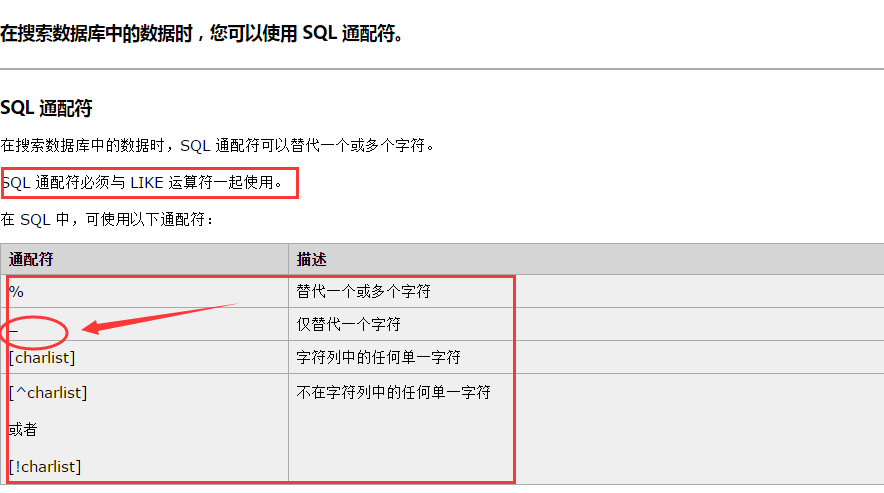 在搜索数据库中的数据时，您可以使用 SQL 通配符。
SQL 通配符
在搜索数据库中的数据时，SQL 通配符可以替代一个或多个字符。
SQL 通配符必须与 LIKE 运算符一起使用。
在 SQL 中，可使用以下通配符：
通配符 描述
% 替代一个或多个字符
_ 仅替代一个字符
[charlist] 字符列中的任何单一字符
[^charlist] 不在字符列中的任何单一字符
或者
[!charlist]